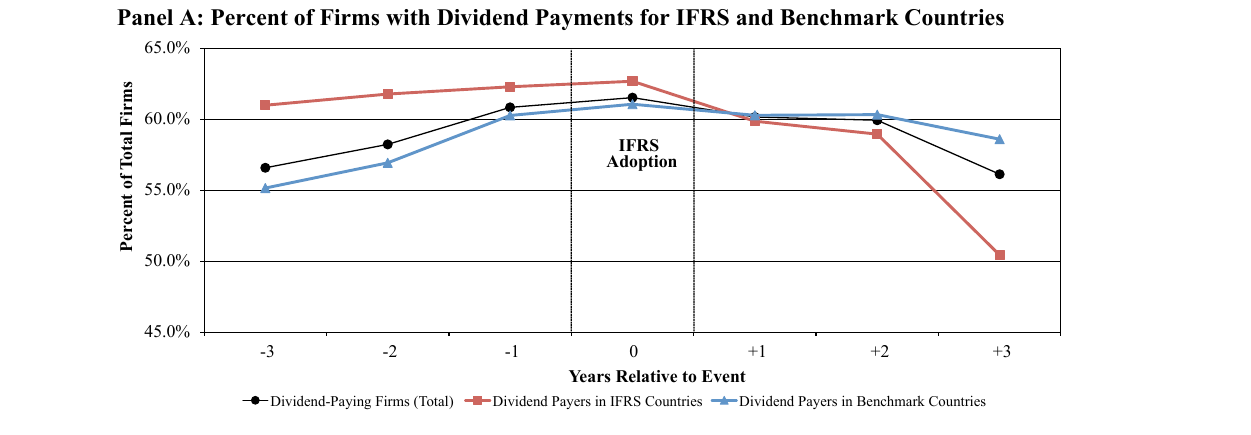 Panel A: Percent of Firms with Dividend Payments for IFRS and Benchmark Countries
65.0%
60.0%
55.0%
50.0%
45.0%
Percent of Total Firms
IFRS
Adoption
-3 -2 -1 0 +1 +2 +3
Years Relative to Event
Dividend-Paying Firms (Total) Dividend Payers in IFRS Countries Dividend Payers in Benchmark Countries